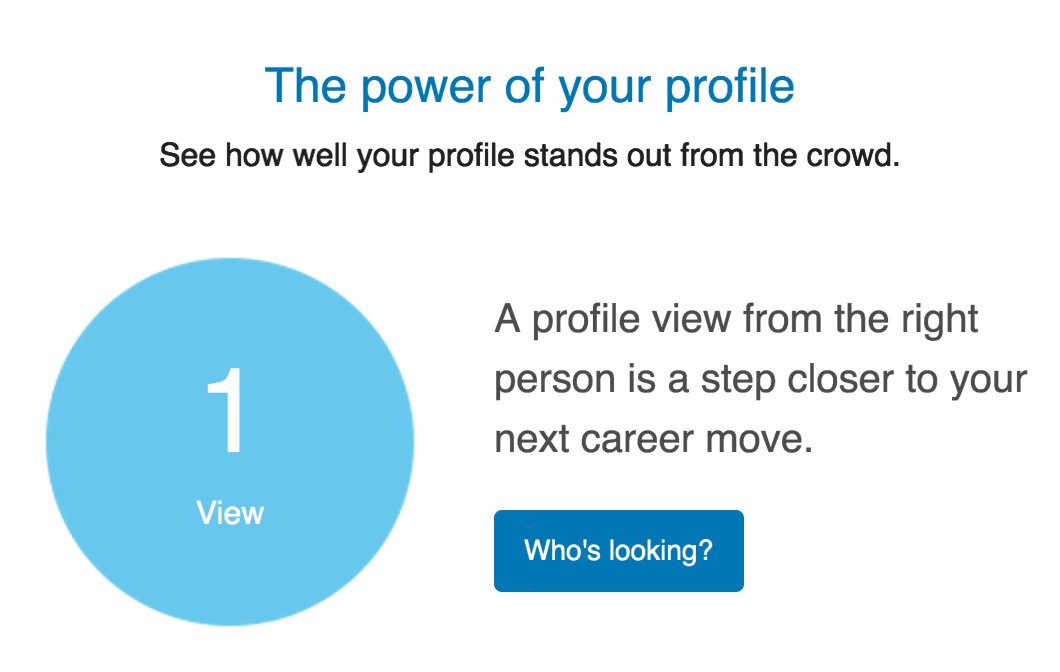 The power of your profile
See how well your profile stands out from the crowd.
1
View
A profile view from the right
person is a step closer to your
next career move.
Who's looking?